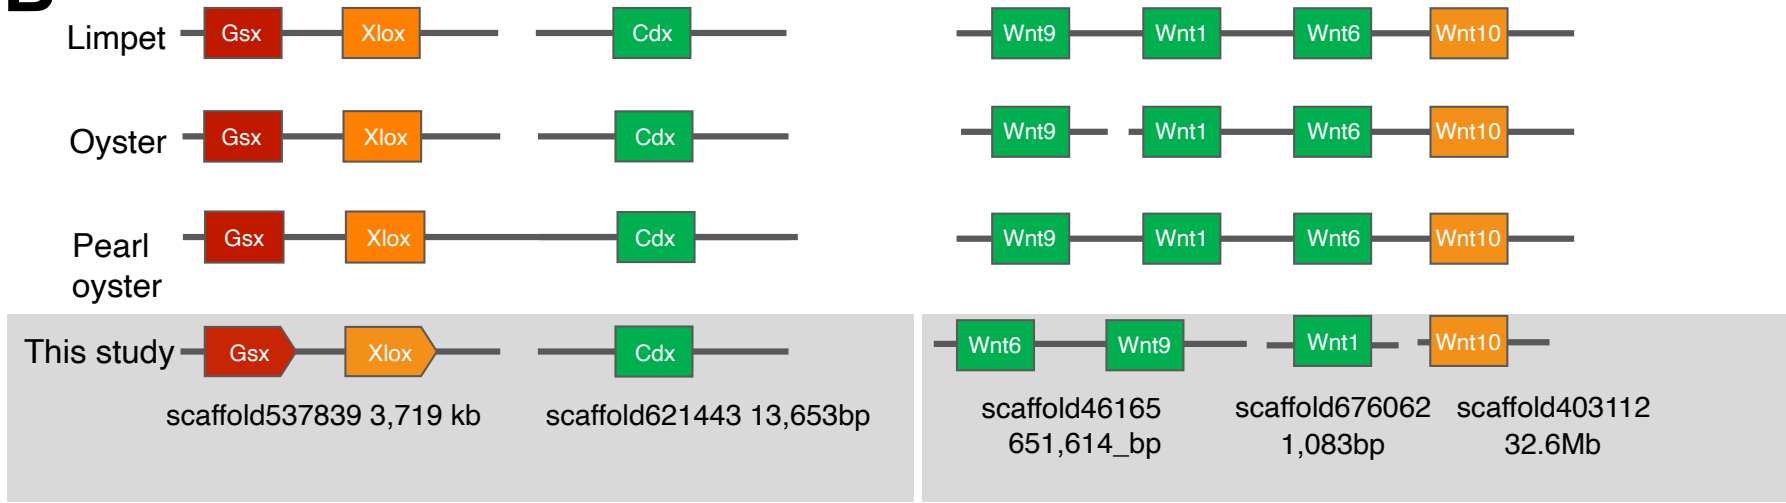 B
Limpet Gsx Xlox Cdx Wnt9 Wnt1 Wnt6 Wnt10
Oyster Gsx Xlox Cdx Wnt9 Wnt1 Wnt6 Wnt10
Pearl Gsx Xlox Cdx Wnt9 Wnt1 Wnt6 Wnt10
oyster
This study Gsx Xlox Cdx Wnt6 Wnt9 Wnt1 Wnt10
scaffold537839 3,719 kb scaffold621443 13,653bp scaffold46165 scaffold676062 scaffold403112
651,614_bp 1,083bp 32.6Mb